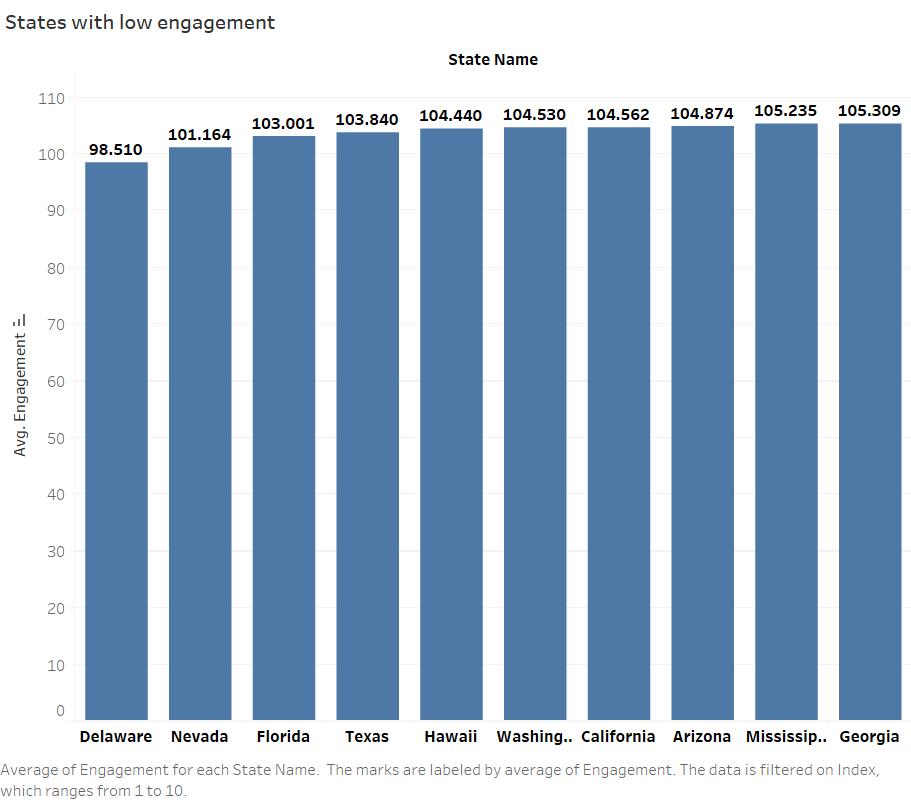 States with low engagement
State Name
Avg. Engagement
110
100
90
80
70
60
50
40
30
20
10
0
98.510 101.164 103.001 103.840 104.440 104.530 104.562 104.874 105.235 105.309
Delaware Nevada Florida Texas Hawaii Washing.. California Arizona Mississip.. Georgia
Average of Engagement for each State Name.  The marks are labeled by average of Engagement. The data is filtered on Index,
which ranges from 1 to 10.